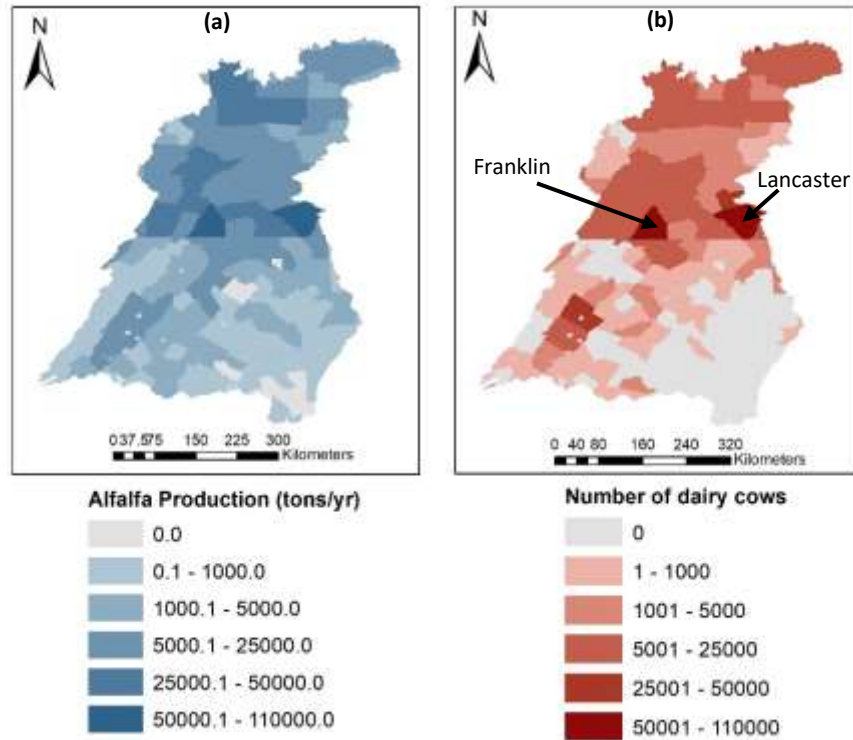 (a)
N
037.575 150 225 300
Kilometers
Alfalfa Production (tons/yr)
0.0
0.1 - 1000.0
1000.1 - 5000.0
5000.1 - 25000.0
25000.1 - 50000.0
50000.1 - 110000.0
(b)
N
Franklin
Lancaster
0 40 80 160 240 320
Kilometers
Number of dairy cows
0
1 - 1000
1001 - 5000
5001 - 25000
25001 - 50000
50001 - 110000